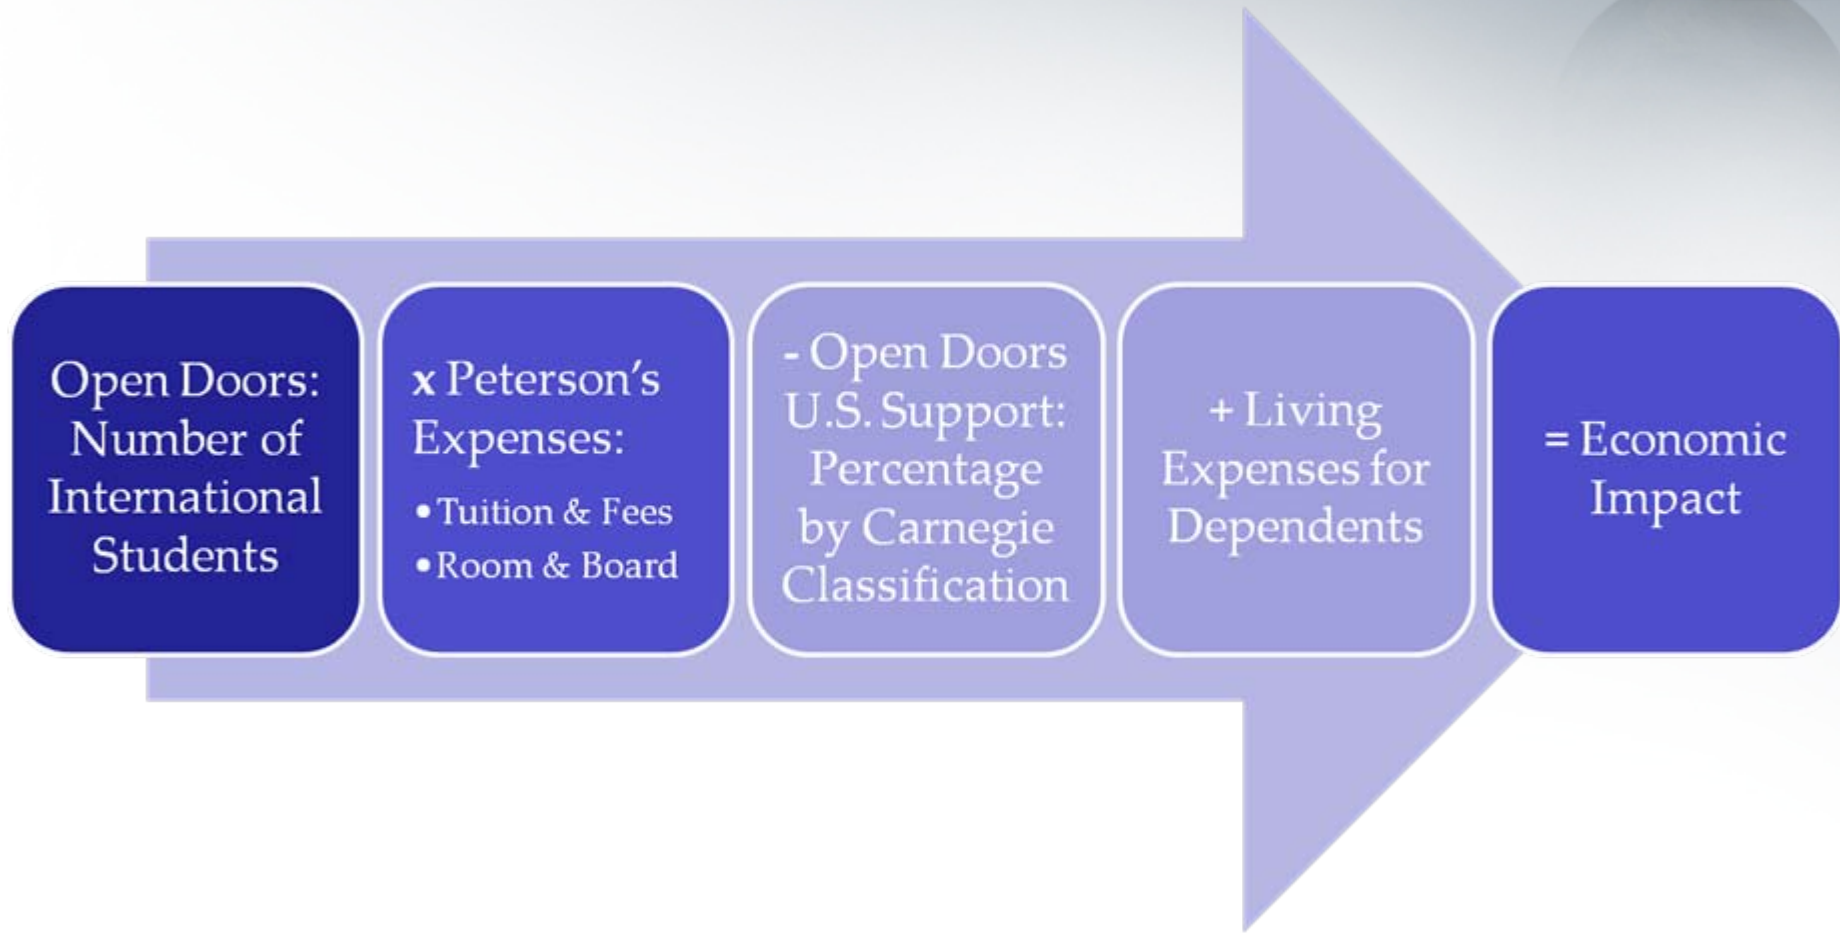 Open Doors:
Number of
International
Students
x Peterson's
Expenses:
•Tuition & Fees
•Room & Board
- Open Doors
U.S. Support:
Percentage
by Carnegie
Classification
+ Living
Expenses for
Dependents
= Economic
Impact